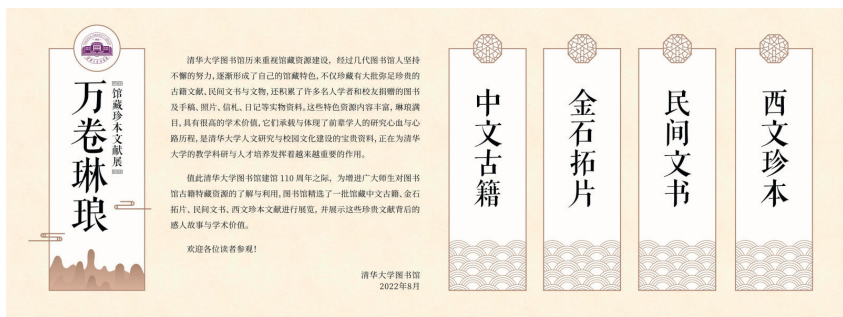 万卷琳琅
馆藏珍本文献展
清华大学图书馆历来重视馆藏资源建设，经过几代图书馆人坚持
不懈的努力，逐渐形成了自己的馆藏特色，不仅珍藏有大批弥足珍贵的
古籍文献、民间文书与文物，还积累了许多名人学者和校友捐赠的图书
及手稿、照片、信札、日记等实物资料。这些特色资源内容丰富，琳琅满
目，具有很高的学术价值，它们承载与体现了前辈学人的研究心血与心
路历程，是清华大学人文研究与校园文化建设的宝贵资料，正在为清华
大学的教学科研与人才培养发挥着越来越重要的作用。
值此清华大学图书馆建馆 110 周年之际，为增进广大师生对图书
馆古籍特藏资源的了解与利用，图书馆精选了一批馆藏中文古籍、金石
拓片、民间文书、西文珍本文献进行展览，并展示这些珍贵文献背后的
感人故事与学术价值。
欢迎各位读者参观！
清华大学图书馆
2022年8月
中文古籍
金石拓片
民间文书
西文珍本